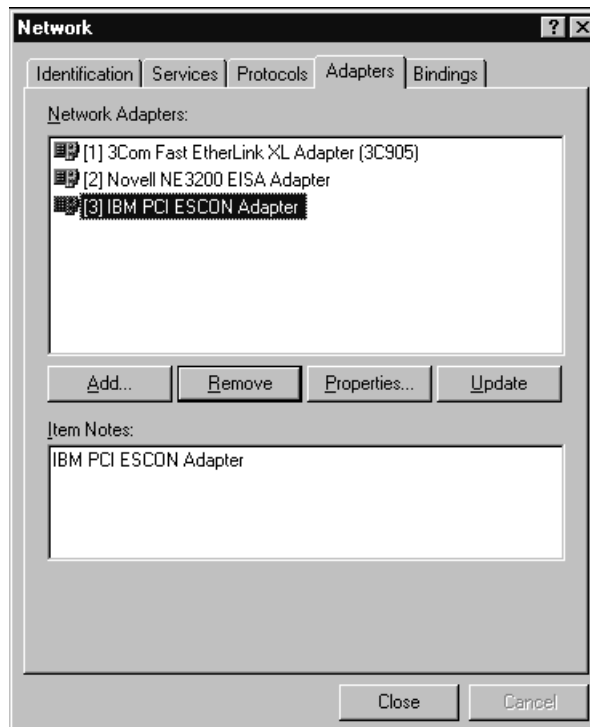 Network
Identification Services Protocols Adapters Bindings
Network Adapters:
[1] 3Com Fast EtherLink XL Adapter (3C905)
[2] Novell NE3200 EISA Adapter
[3] IBM PCI ESCON Adapter
Add... Remove Properties... Update
Item Notes:
IBM PCI ESCON Adapter
Close Cancel